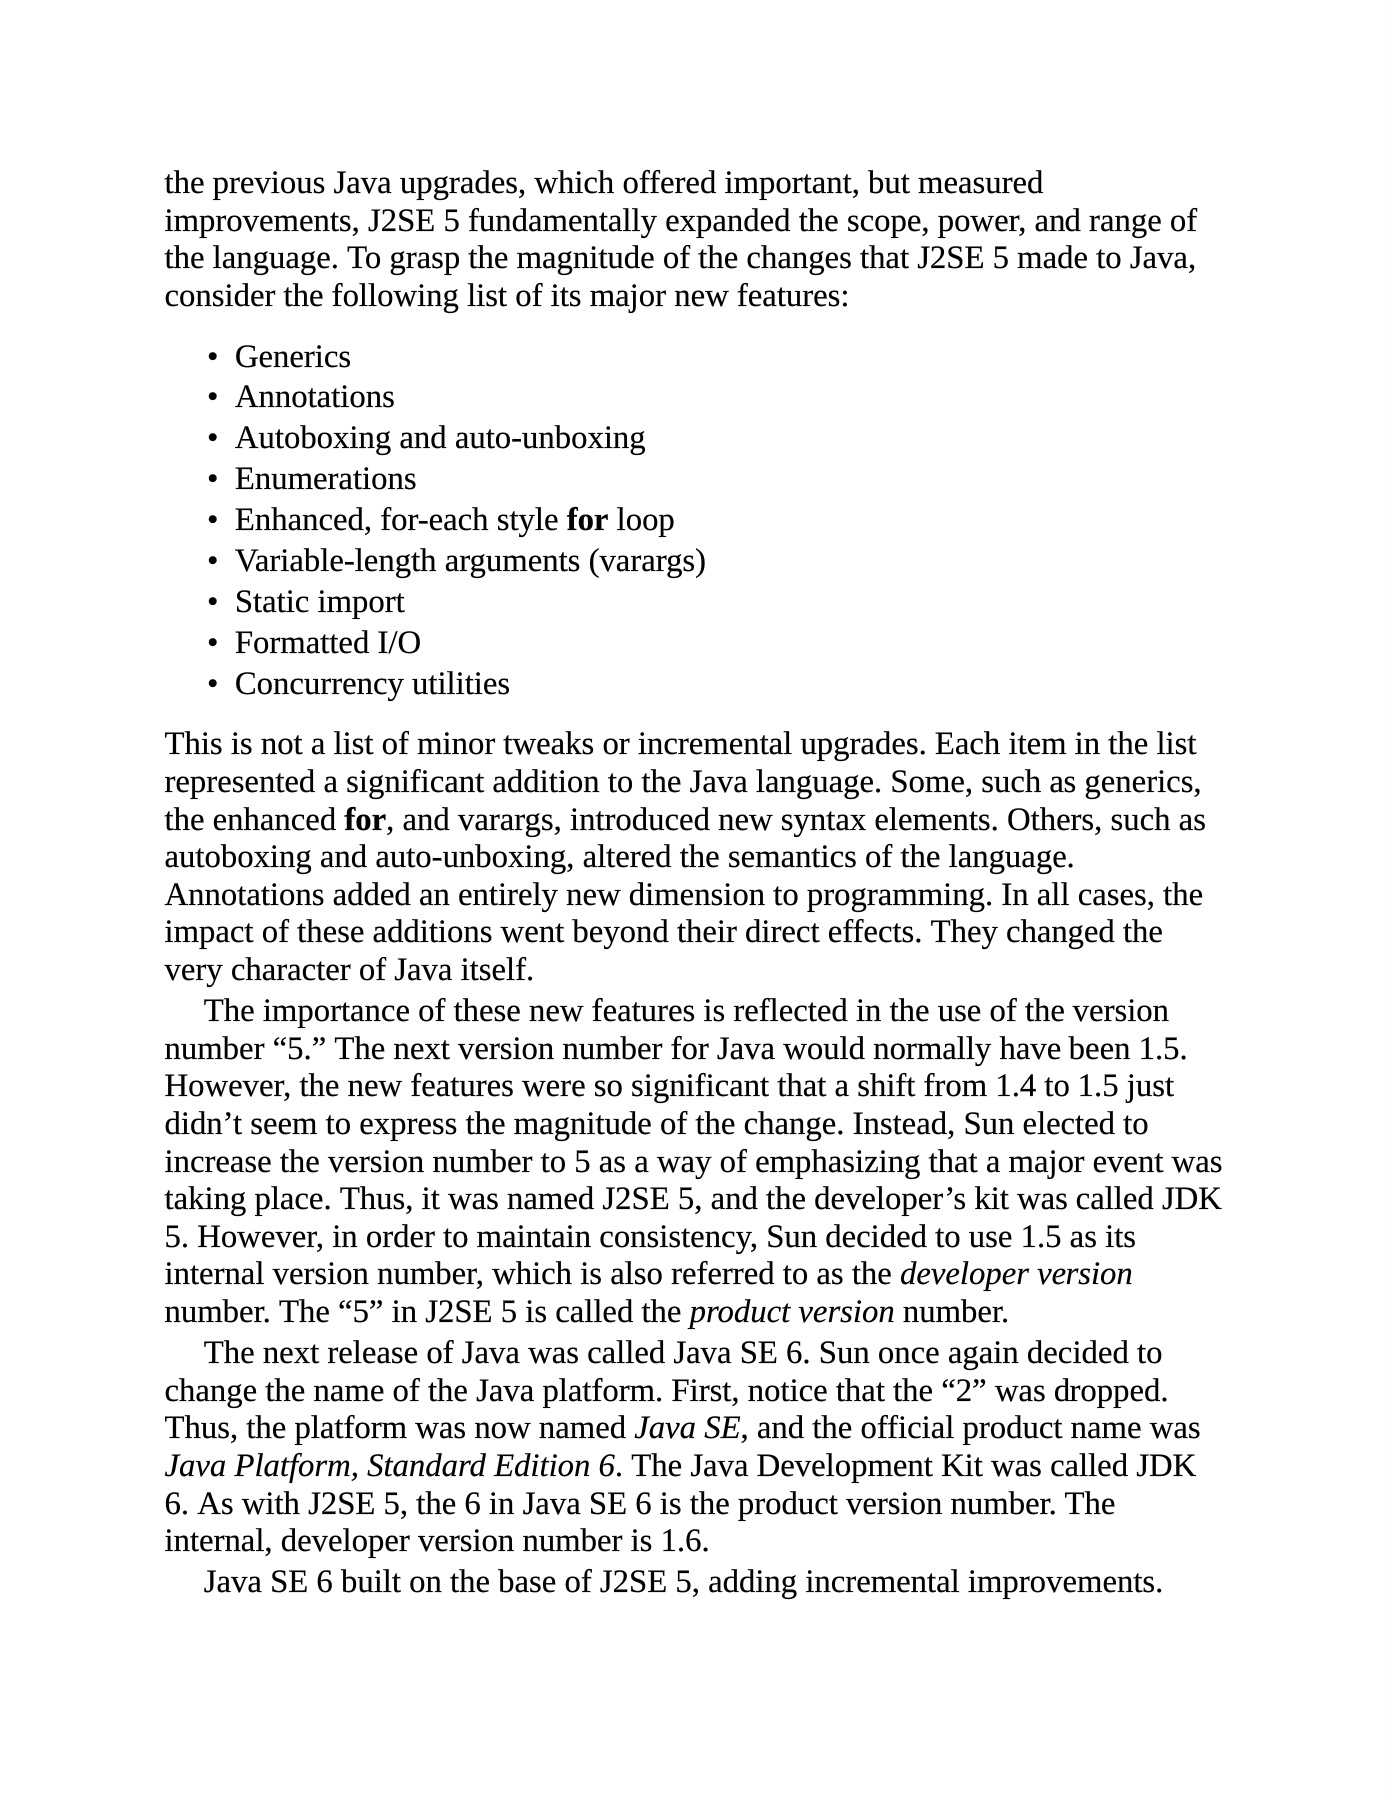 the previous Java upgrades, which offered important, but measured
improvements, J2SE 5 fundamentally expanded the scope, power, and range of
the language. To grasp the magnitude of the changes that J2SE 5 made to Java,
consider the following list of its major new features:
• Generics
• Annotations
• Autoboxing and auto-unboxing
• Enumerations
• Enhanced, for-each style for loop
• Variable-length arguments (varargs)
• Static import
• Formatted I/O
• Concurrency utilities
This is not a list of minor tweaks or incremental upgrades. Each item in the list
represented a significant addition to the Java language. Some, such as generics,
the enhanced for, and varargs, introduced new syntax elements. Others, such as
autoboxing and auto-unboxing, altered the semantics of the language.
Annotations added an entirely new dimension to programming. In all cases, the
impact of these additions went beyond their direct effects. They changed the
very character of Java itself.
The importance of these new features is reflected in the use of the version
number “5.” The next version number for Java would normally have been 1.5.
However, the new features were so significant that a shift from 1.4 to 1.5 just
didn’t seem to express the magnitude of the change. Instead, Sun elected to
increase the version number to 5 as a way of emphasizing that a major event was
taking place. Thus, it was named J2SE 5, and the developer’s kit was called JDK
5. However, in order to maintain consistency, Sun decided to use 1.5 as its
internal version number, which is also referred to as the developer version
number. The “5” in J2SE 5 is called the product version number.
The next release of Java was called Java SE 6. Sun once again decided to
change the name of the Java platform. First, notice that the “2” was dropped.
Thus, the platform was now named Java SE, and the official product name was
Java Platform, Standard Edition 6. The Java Development Kit was called JDK
6. As with J2SE 5, the 6 in Java SE 6 is the product version number. The
internal, developer version number is 1.6.
Java SE 6 built on the base of J2SE 5, adding incremental improvements.